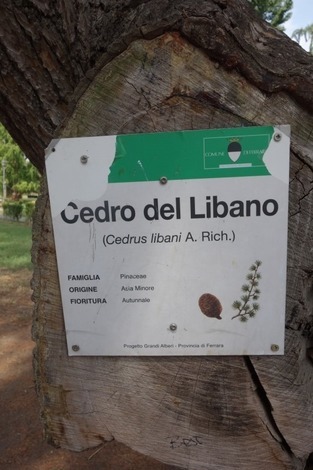 COMUNE
Cedro del Libano
(Cedrus libani A. Rich.)
FAMIGLIA Pinaceae
ORIGINE Asia Minore
FIORITURA Autunnale
Progetto Grandi Alberi - Provincia di Ferrara